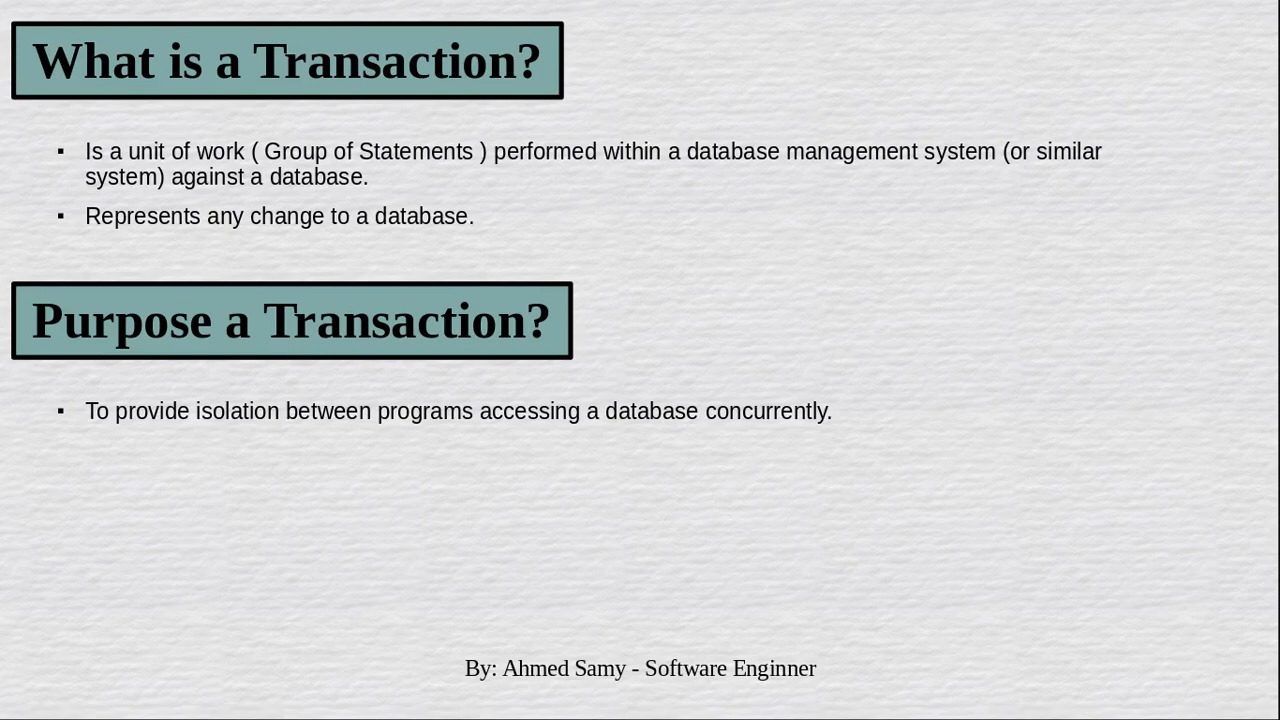 What is a Transaction?
▪ Is a unit of work ( Group of Statements ) performed within a database management system (or similar
system) against a database.
▪ Represents any change to a database.
Purpose a Transaction?
▪ To provide isolation between programs accessing a database concurrently.
By: Ahmed Samy - Software Enginner